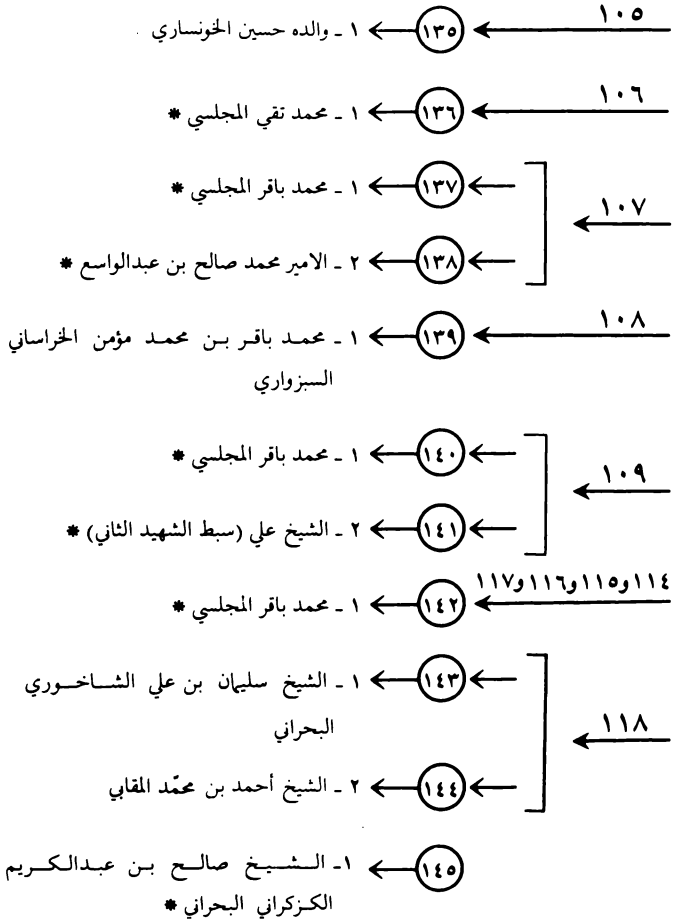 ١٠٥ ١٣٥ ١ ـ والده حسين الخونساري
١٠٦ ١٣٦ ١ ـ محمد تقي المجلسي *
١٣٧ ١ ـ محمد باقر المجلسي *
١٠٧
١٣٨ ٢ ـ الامير محمد صالح بن عبدالواسع *
١٠٨ ١٣٩ ١ ـ محمد باقر بن محمد مؤمن الخراساني
السبزواري
١٤٠ ١ ـ محمد باقر المجلسي *
١٠٩
١٤١ ٢ ـ الشيخ علي (سبط الشهيد الثاني) *
١١٤و١١٥و١١٦و١١٧ ١٤٢ ١ ـ محمد باقر المجلسي *
١٤٣ ١ ـ الشيخ سليمان بن علي الشاخوري
البحراني
١١٨
١٤٤ ٢ ـ الشيخ أحمد بن محمّد المقابي
١٤٥ ١ـ الشيخ صالح بن عبدالكريم
الكزكراني البحراني *